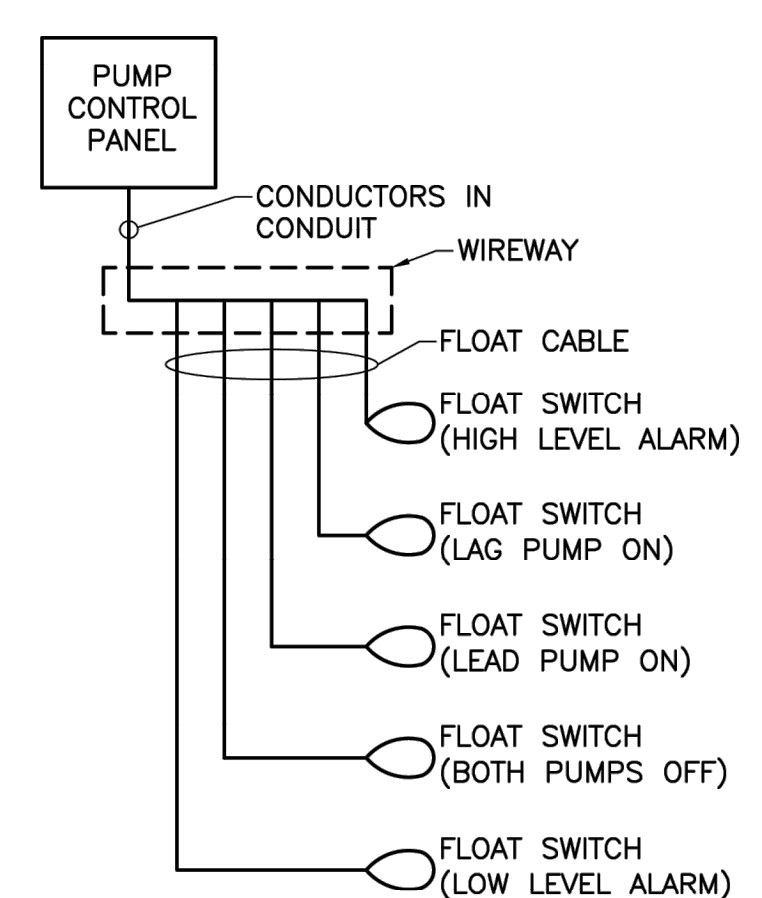 PUMP
CONTROL
PANEL
CONDUCTORS IN
CONDUIT
WIREWAY
FLOAT CABLE
FLOAT SWITCH
(HIGH LEVEL ALARM)
FLOAT SWITCH
(LAG PUMP ON)
FLOAT SWITCH
(LEAD PUMP ON)
FLOAT SWITCH
(BOTH PUMPS OFF)
FLOAT SWITCH
(LOW LEVEL ALARM)